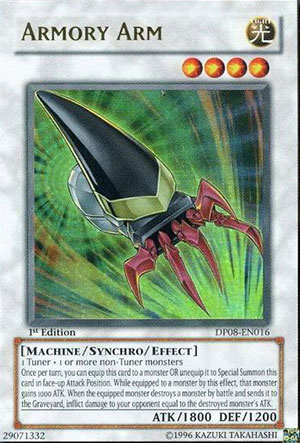 ARMORY ARM
LIGHT
光
1st Edition
DP08-EN016
[MACHINE/SYNCHRO/EFFECT]
1 Tuner + 1 or more non-Tuner monsters
Once per turn, you can equip this card to a monster OR unequip it to Special Summon this
card in face-up Attack Position. While equipped to a monster by this effect, that monster
gains 1000 ATK. When the equipped monster destroys a monster by battle and sends it to
the Graveyard, inflict damage to your opponent equal to the destroyed monster's ATK.
ATK/1800 DEF/1200
29071332
©1996 KAZUKI TAKAHASHI